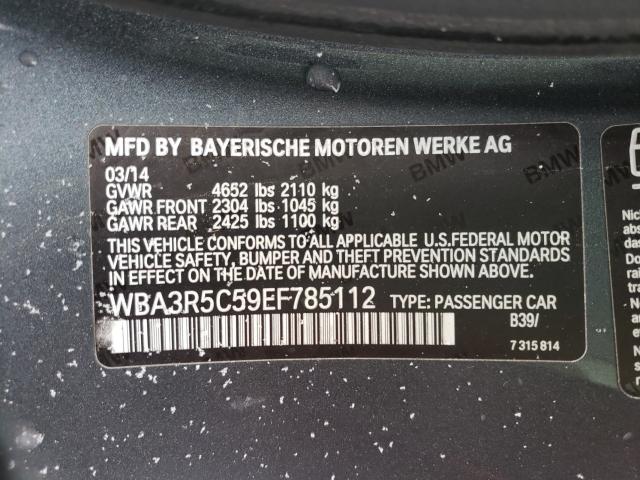 MFD BY BAYERISCHE MOTOREN WERKE AG
03/14
GVWR 4652 lbs 2110 kg
GAWR FRONT 2304 lbs 1045 kg
GAWR REAR 2425 lbs 1100 kg
THIS VEHICLE CONFORMS TO ALL APPLICABLE U.S.FEDERAL MOTOR
VEHICLE SAFETY, BUMPER AND THEFT PREVENTION STANDARDS
IN EFFECT ON THE DATE OF MANUFACTURE SHOWN ABOVE.
WBA3R5C59EF785112 TYPE: PASSENGER CAR
B39/
7 315 814